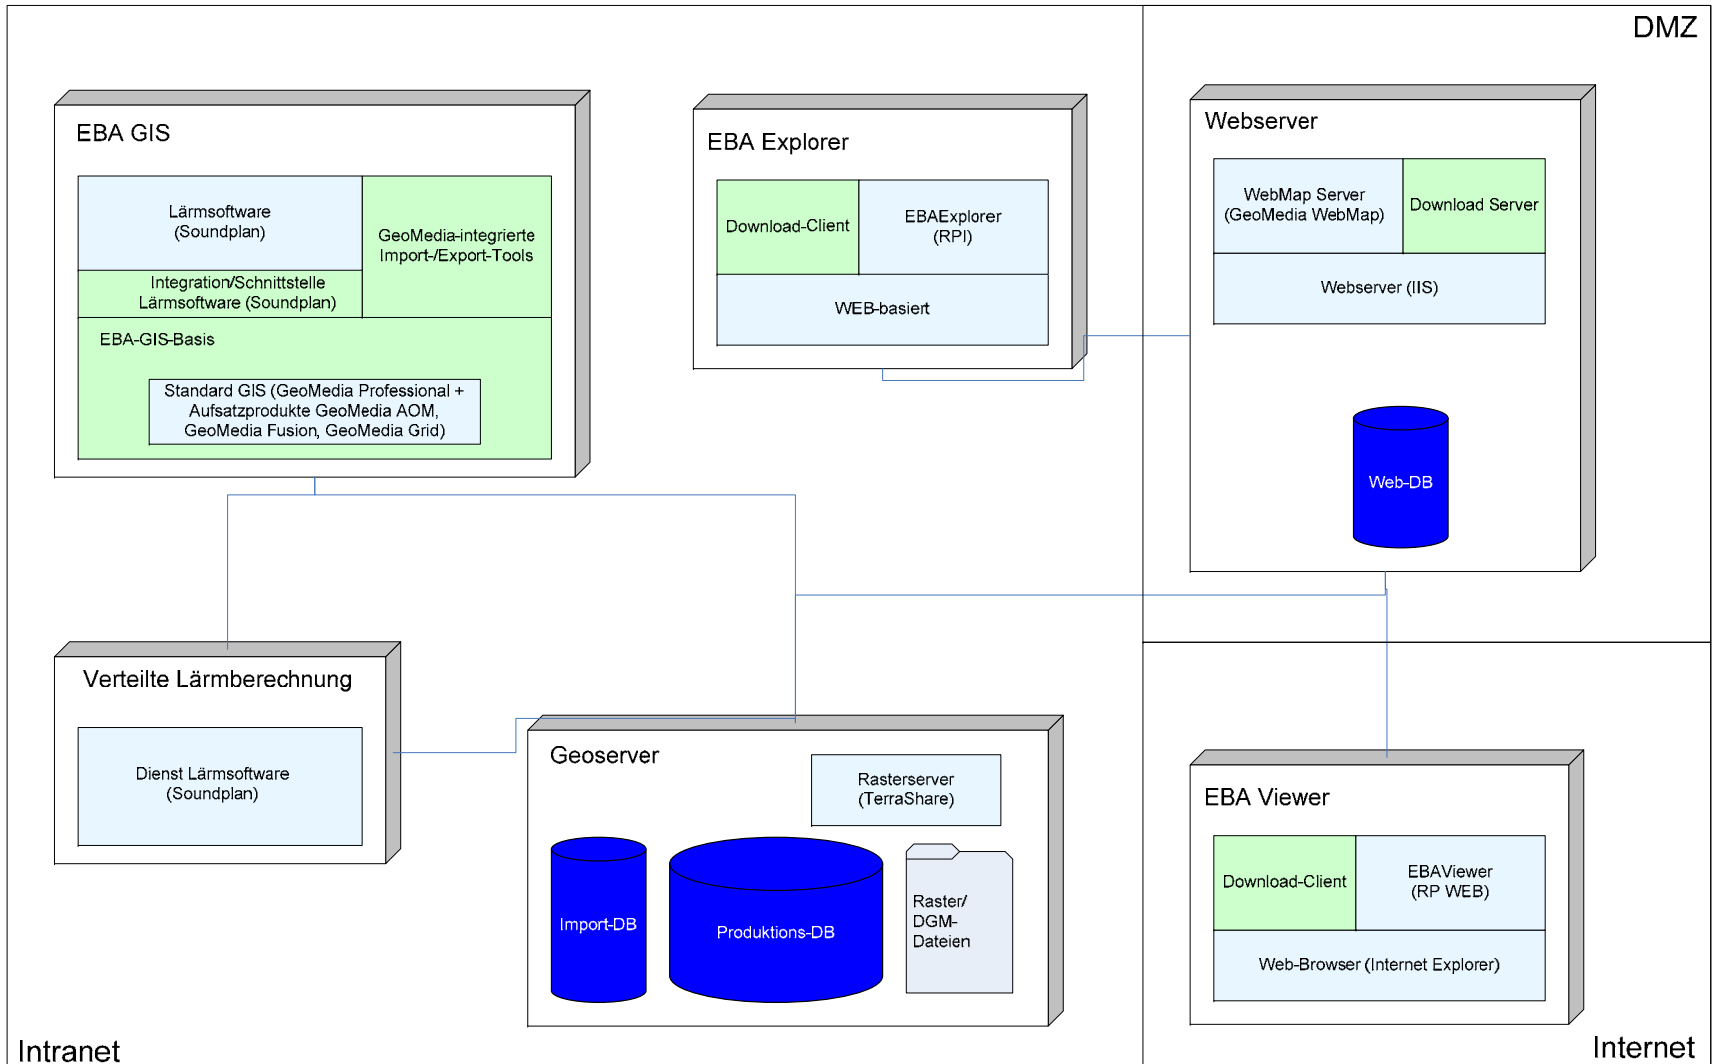 DMZ
EBA GIS
Lärmsoftware
(Soundplan)
GeoMedia-integrierte
Import-/Export-Tools
Integration/Schnittstelle
Lärmsoftware (Soundplan)
EBA-GIS-Basis
Standard GIS (GeoMedia Professional +
Aufsatzprodukte GeoMedia AOM,
GeoMedia Fusion, GeoMedia Grid)
EBA Explorer
Download-Client
EBAExplorer
(RPI)
WEB-basiert
Webserver
WebMap Server
(GeoMedia WebMap)
Download Server
Webserver (IIS)
Web-DB
Verteilte Lärmberechnung
Dienst Lärmsoftware
(Soundplan)
Geoserver
Rasterserver
(TerraShare)
Import-DB
Produktions-DB
Raster/
DGM-
Dateien
EBA Viewer
Download-Client
EBAViewer
(RP WEB)
Web-Browser (Internet Explorer)
Intranet
Internet